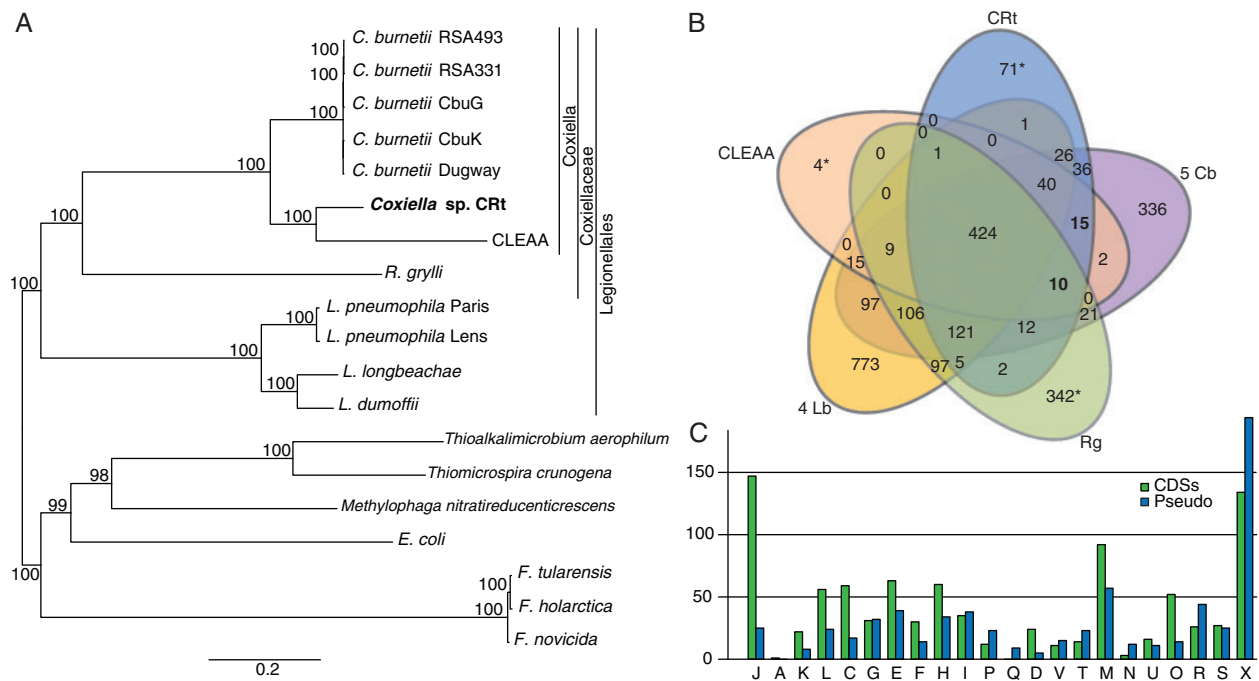 A
100
C. burnetii RSA493
100
C. burnetii RSA331
100
C. burnetii CbuG
C. burnetii CbuK
C. burnetii Dugway
100
100
Coxiella sp. CRt
CLEAA
100
R. grylli
100
L. pneumophila Paris
100
L. pneumophila Lens
100
L. longbeachae
100
L. dumoffii
Coxiella
Coxiellaceae
Legionellales
100
Thioalkalimicrobium aerophilum
98
Thiomicrospira crunogena
99
Methylophaga nitratireducenticrescens
E. coli
100
100
F. tularensis
100
F. holarctica
F. novicida
0.2
B
CRt
71*
CLEAA
4*
5 Cb
336
0
0
0
1
0
1
26
36
40
0
424
15
2
0
15
9
10
0
21
97
106
121
12
773
97
5
2
342*
4 Lb
Rg
C
150
100
50
0
CDSs
Pseudo
J A K L C G E F H I P Q D V T M N U O R S X